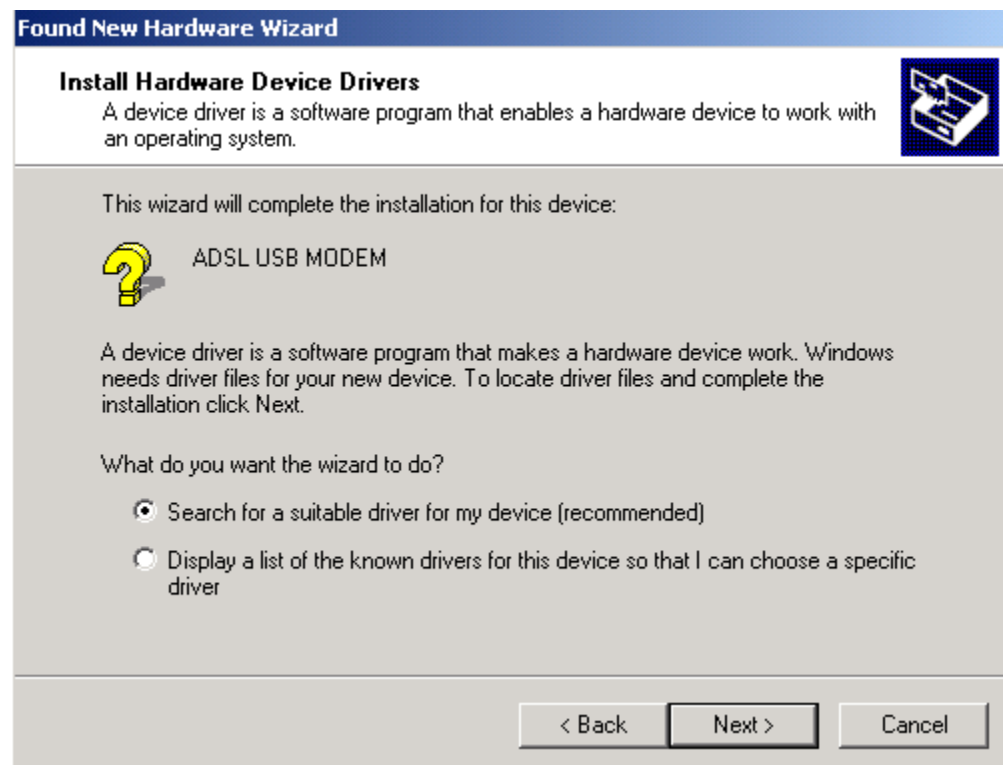 Found New Hardware Wizard
Install Hardware Device Drivers
A device driver is a software program that enables a hardware device to work with
an operating system.
This wizard will complete the installation for this device:
ADSL USB MODEM
A device driver is a software program that makes a hardware device work. Windows
needs driver files for your new device. To locate driver files and complete the
installation click Next.
What do you want the wizard to do?
Search for a suitable driver for my device (recommended)
Display a list of the known drivers for this device so that I can choose a specific
driver
< Back Next > Cancel